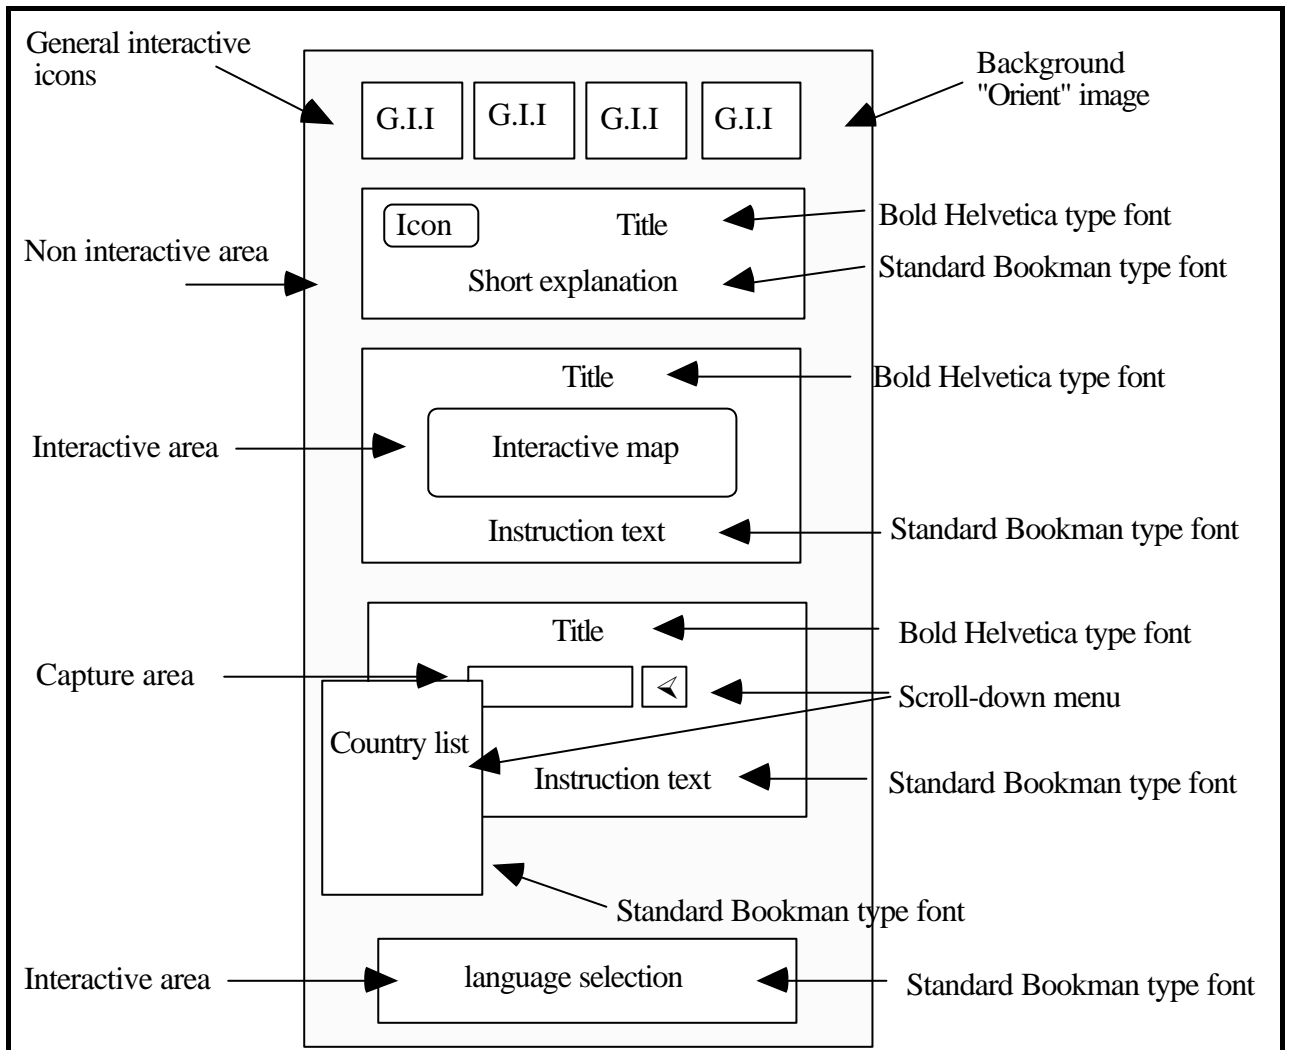 General interactive
icons
Background
"Orient" image
G.I.I
G.I.I
G.I.I
G.I.I
Icon
Title
Bold Helvetica type font
Non interactive area
Short explanation
Standard Bookman type font
Title
Bold Helvetica type font
Interactive area
Interactive map
Instruction text
Standard Bookman type font
Title
Bold Helvetica type font
Capture area
Scroll-down menu
Country list
Instruction text
Standard Bookman type font
Standard Bookman type font
Interactive area
language selection
Standard Bookman type font